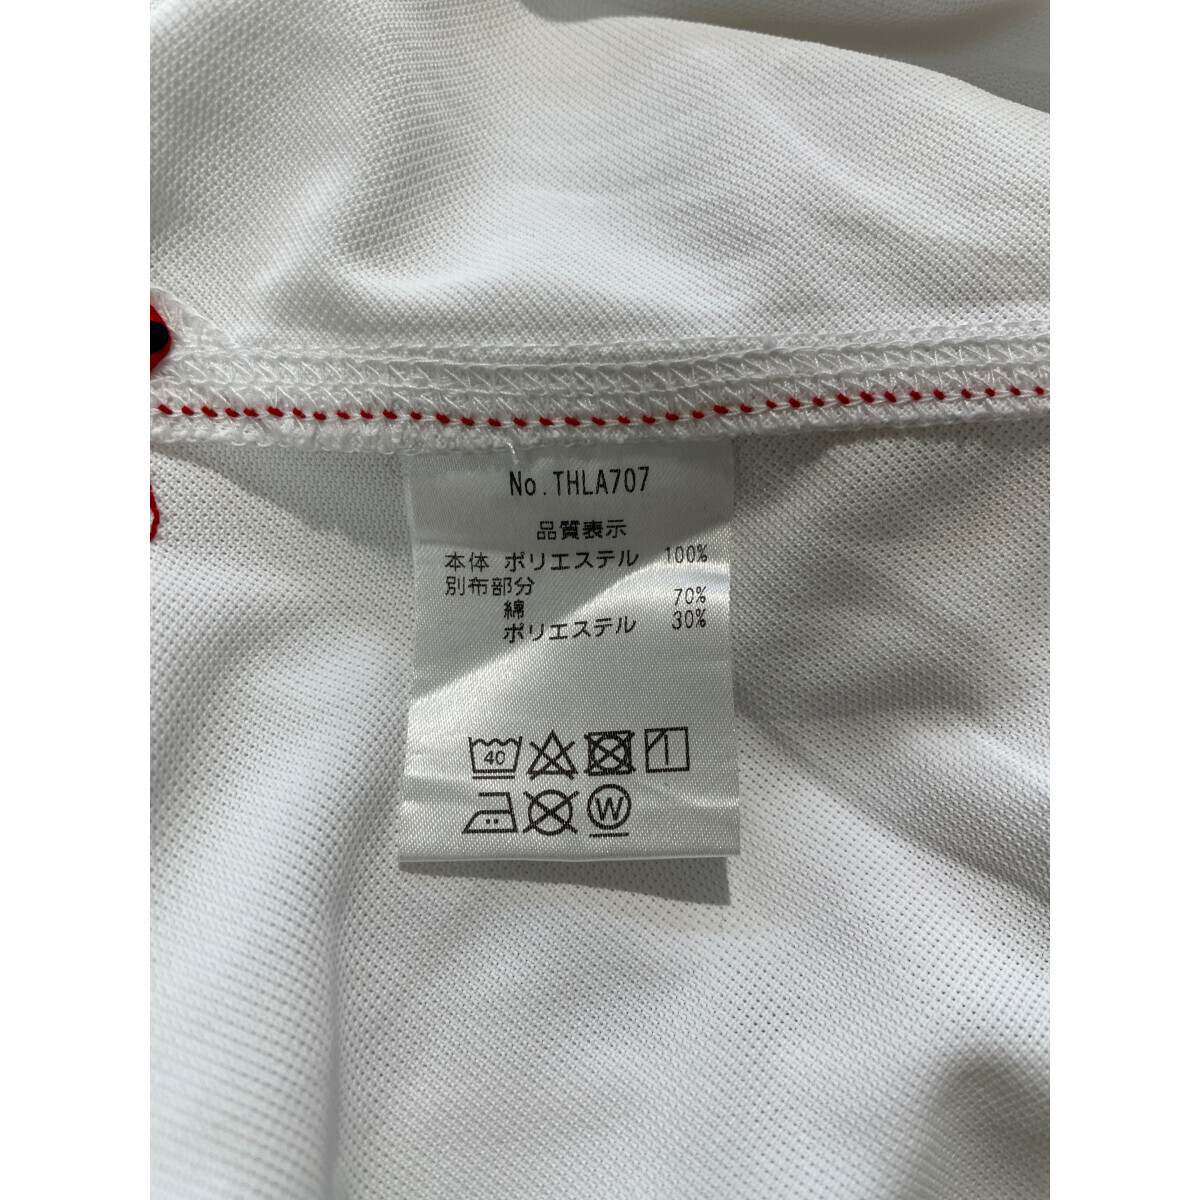 No.THLA707
品質表示
本体 ポリエステル 100%
別布部分
綿 70%
ポリエステル 30%
40
W